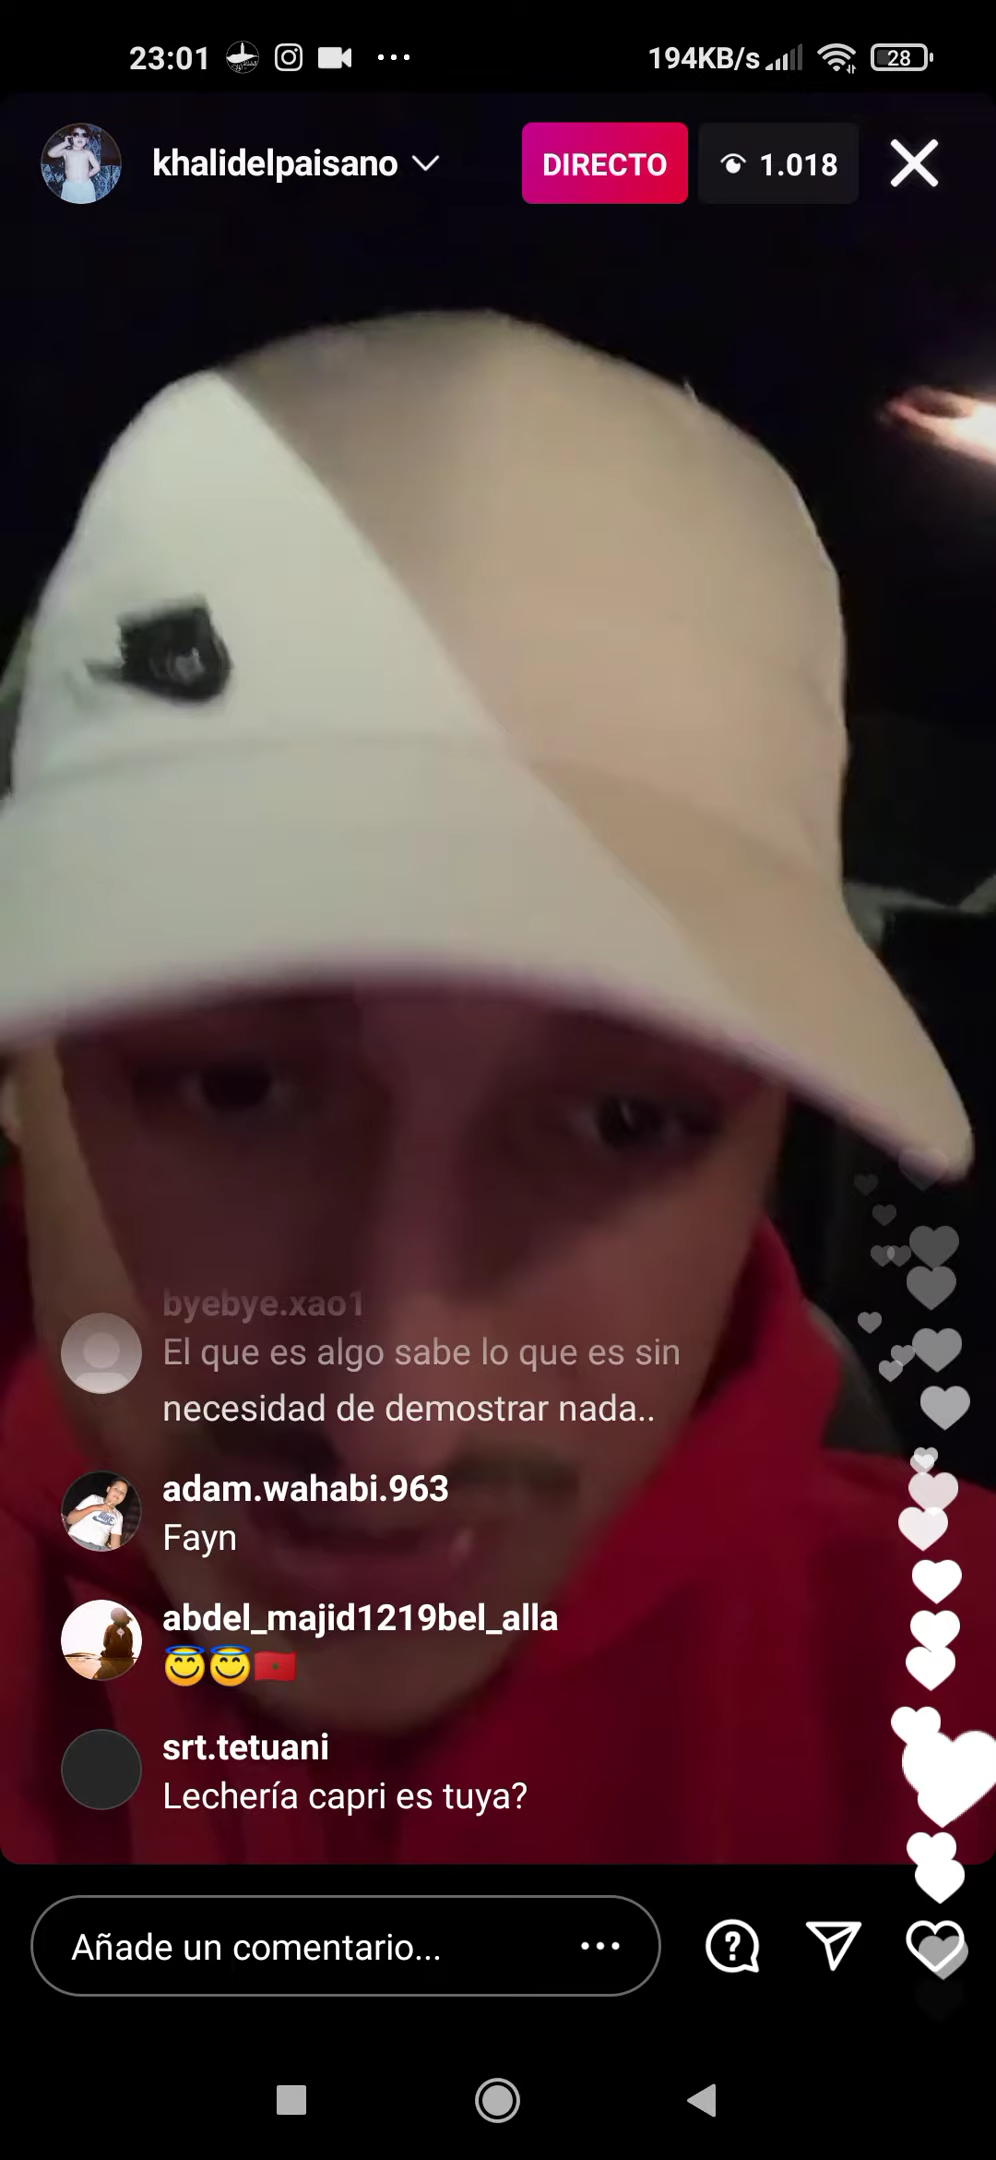 23:01
194KB/s
28
khalidelpaisano
DIRECTO
1.018
byebye.xao1
El que es algo sabe lo que es sin
necesidad de demostrar nada..
adam.wahabi.963
Fayn
abdel_majid1219bel_alla
😇😇🇲🇦
srt.tetuani
Lechería capri es tuya?
Añade un comentario...